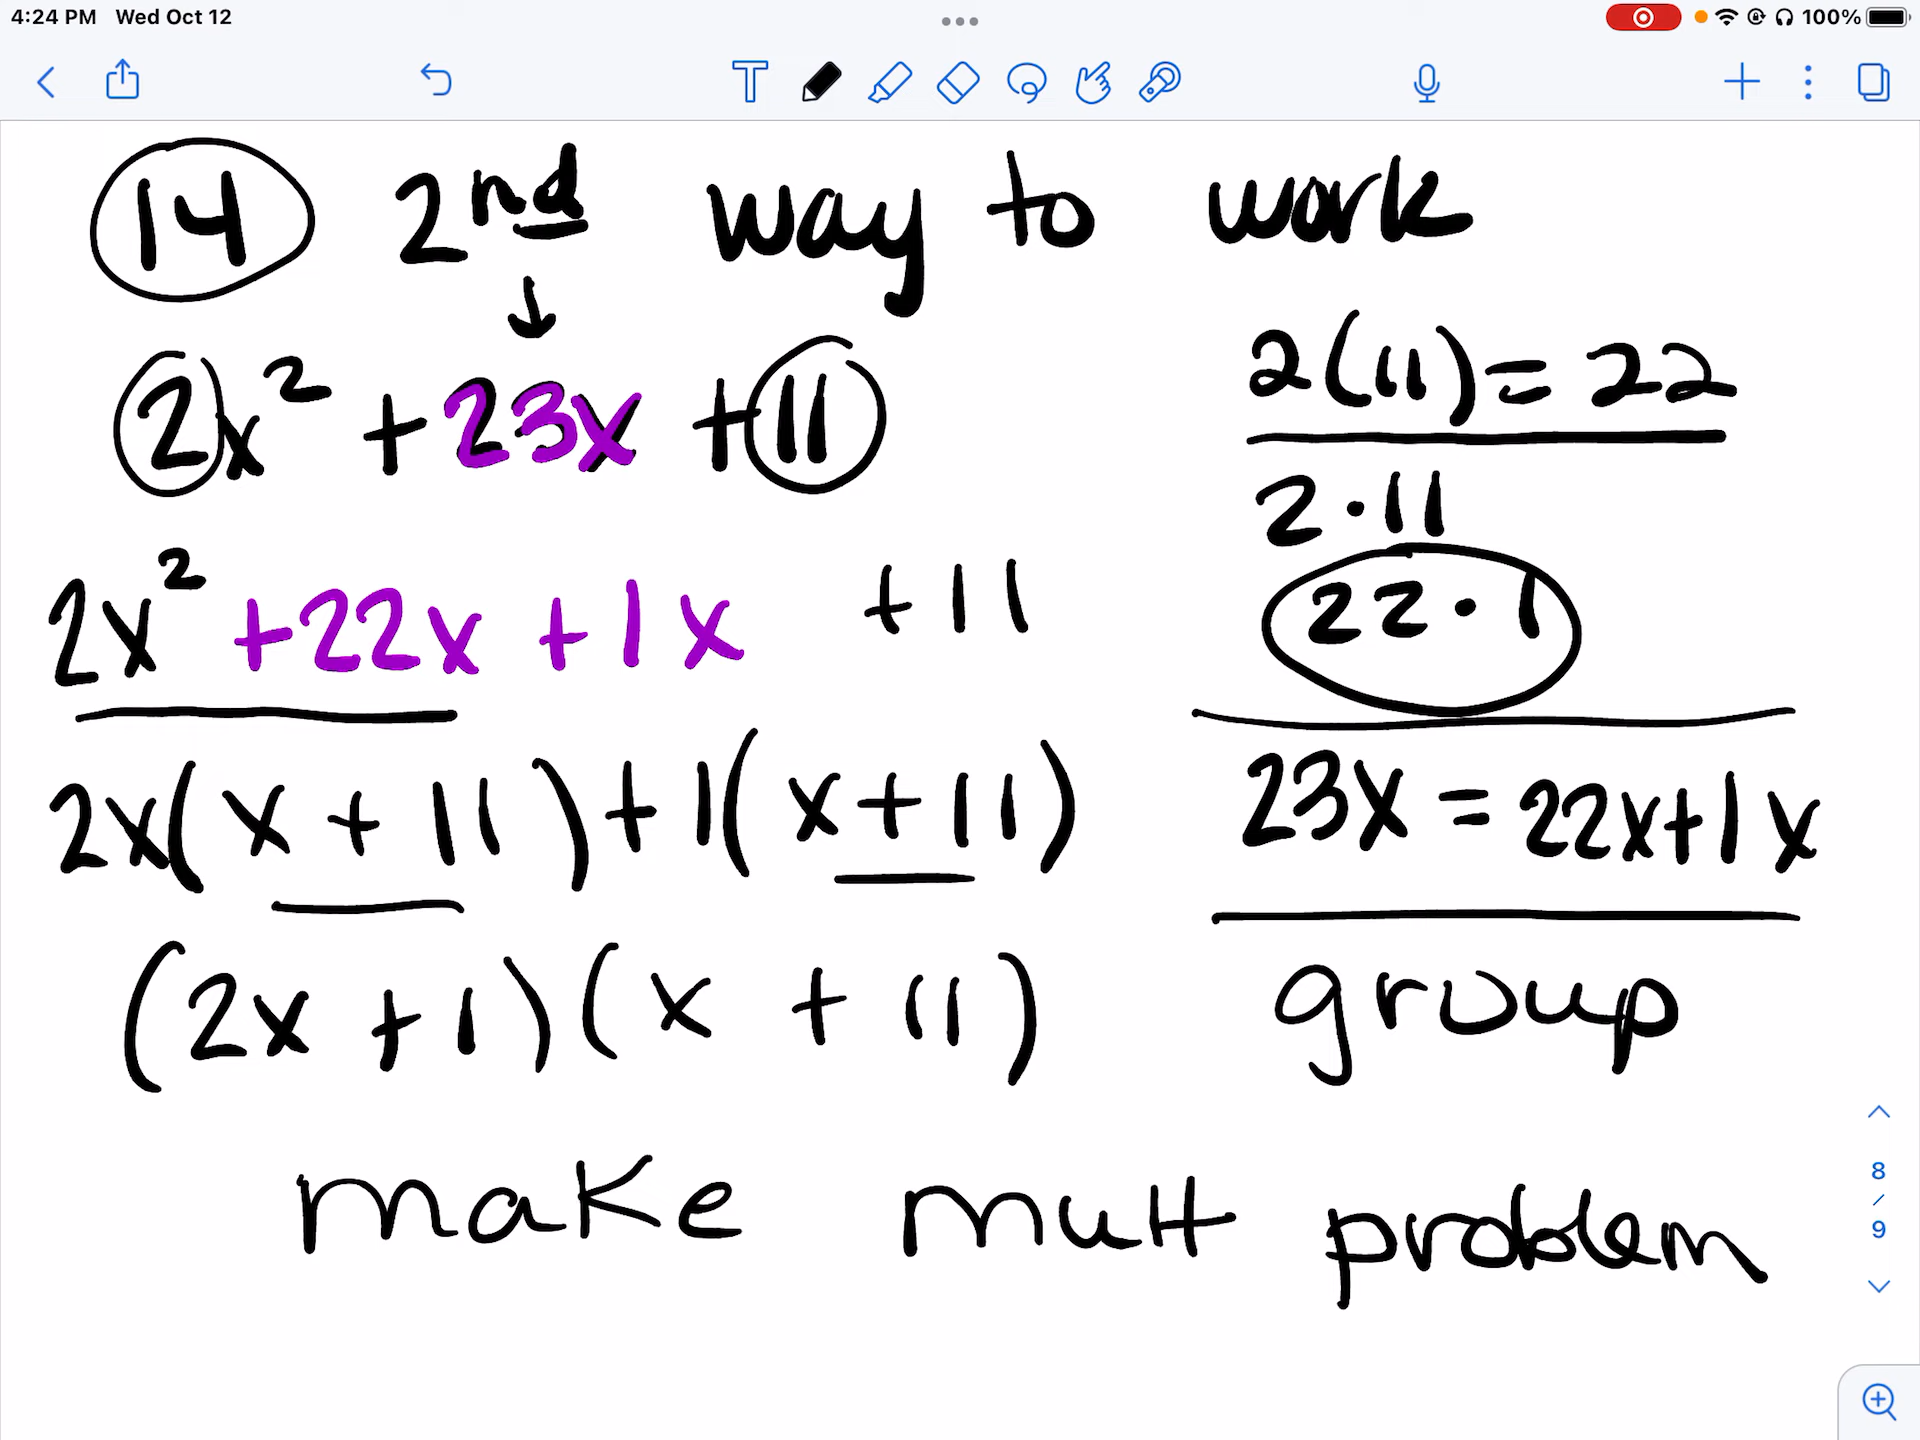 4:24 PM Wed Oct 12
100%
T
14 2nd way to work
2x² + 23x + 11
2x² + 22x + 1x + 11
2x(x + 11) + 1(x + 11)
(2x + 1)(x + 11)
2(11) = 22
2 · 11
22 · 1
23x = 22x + 1x
group
make mult problem
8
/
9